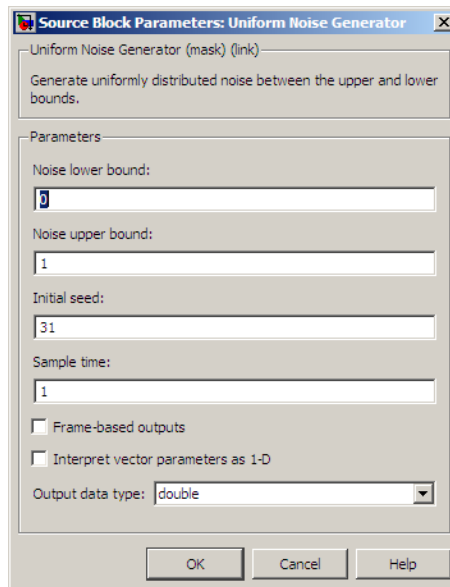 Source Block Parameters: Uniform Noise Generator
Uniform Noise Generator (mask) (link)
Generate uniformly distributed noise between the upper and lower
bounds.
Parameters
Noise lower bound:
0
Noise upper bound:
1
Initial seed:
31
Sample time:
1
Frame-based outputs
Interpret vector parameters as 1-D
Output data type: double
OK Cancel Help